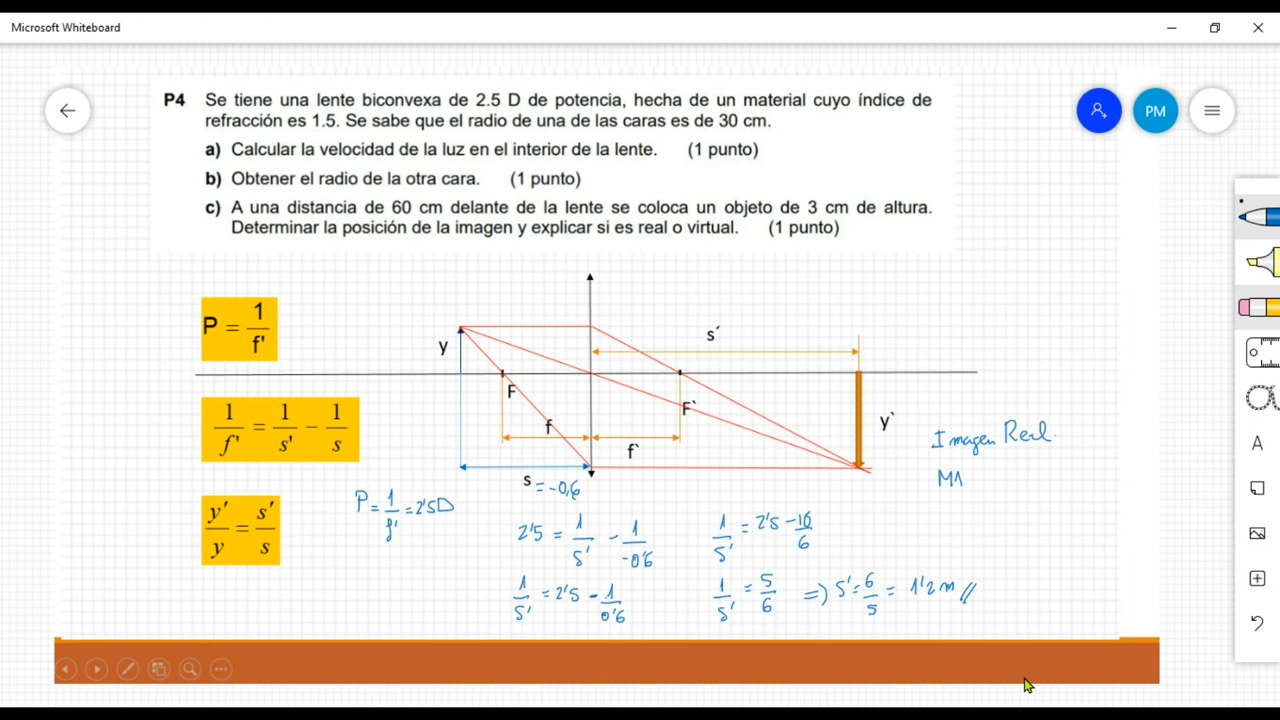 Microsoft Whiteboard
P4 Se tiene una lente biconvexa de 2.5 D de potencia, hecha de un material cuyo índice de
refracción es 1.5. Se sabe que el radio de una de las caras es de 30 cm.
a) Calcular la velocidad de la luz en el interior de la lente. (1 punto)
b) Obtener el radio de la otra cara. (1 punto)
c) A una distancia de 60 cm delante de la lente se coloca un objeto de 3 cm de altura.
Determinar la posición de la imagen y explicar si es real o virtual. (1 punto)
PM
P = 1/f'
1/f' = 1/s' − 1/s
y'/y = s'/s
y
s´
F
F`
f
f`
y`
s = -0,6
Imagen Real.
MA
P = 1/f' = 2'5D
2'5 = 1/s' - 1/-0'6
1/s' = 2'5 - 1/0'6
1/s' = 2'5 - 10/6
1/s' = 5/6 => s' = 6/5 = 1'2 m //
A